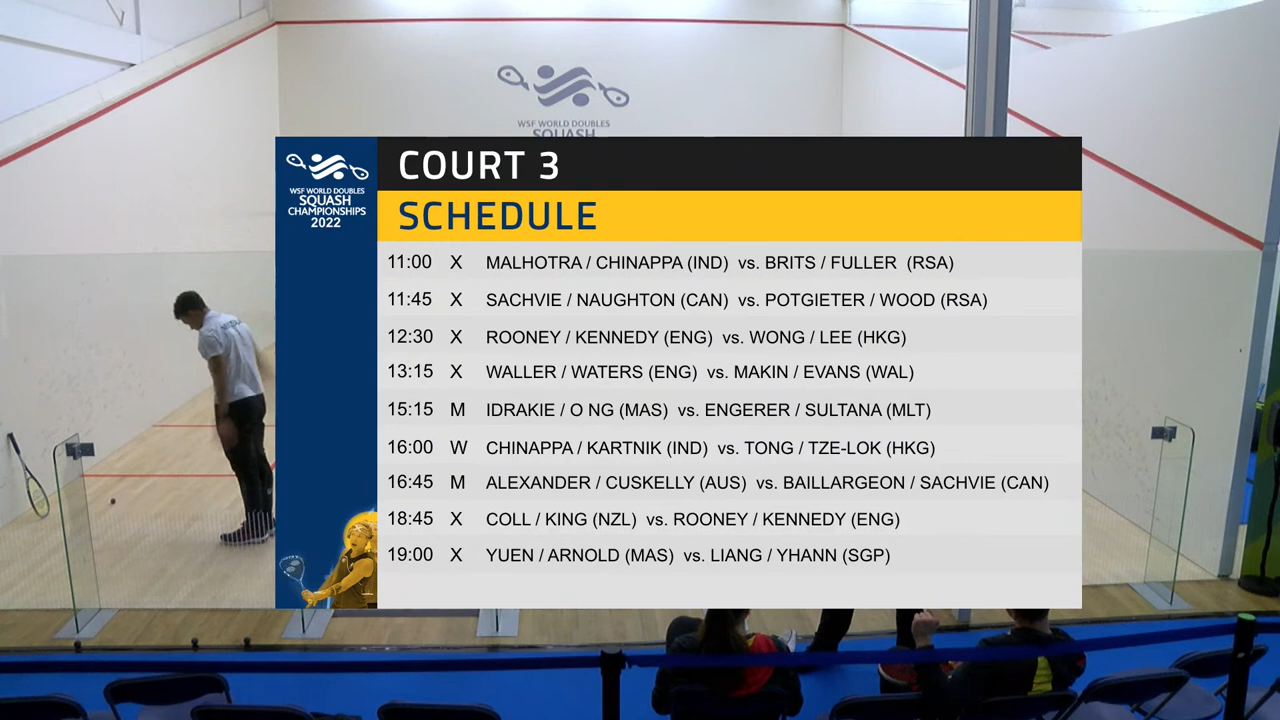 WSF WORLD DOUBLES
SQUASH
WSF WORLD DOUBLES
SQUASH
CHAMPIONSHIPS
2022
COURT 3
SCHEDULE
11:00 X MALHOTRA / CHINAPPA (IND) vs. BRITS / FULLER (RSA)
11:45 X SACHVIE / NAUGHTON (CAN) vs. POTGIETER / WOOD (RSA)
12:30 X ROONEY / KENNEDY (ENG) vs. WONG / LEE (HKG)
13:15 X WALLER / WATERS (ENG) vs. MAKIN / EVANS (WAL)
15:15 M IDRAKIE / O NG (MAS) vs. ENGERER / SULTANA (MLT)
16:00 W CHINAPPA / KARTNIK (IND) vs. TONG / TZE-LOK (HKG)
16:45 M ALEXANDER / CUSKELLY (AUS) vs. BAILLARGEON / SACHVIE (CAN)
18:45 X COLL / KING (NZL) vs. ROONEY / KENNEDY (ENG)
19:00 X YUEN / ARNOLD (MAS) vs. LIANG / YHANN (SGP)